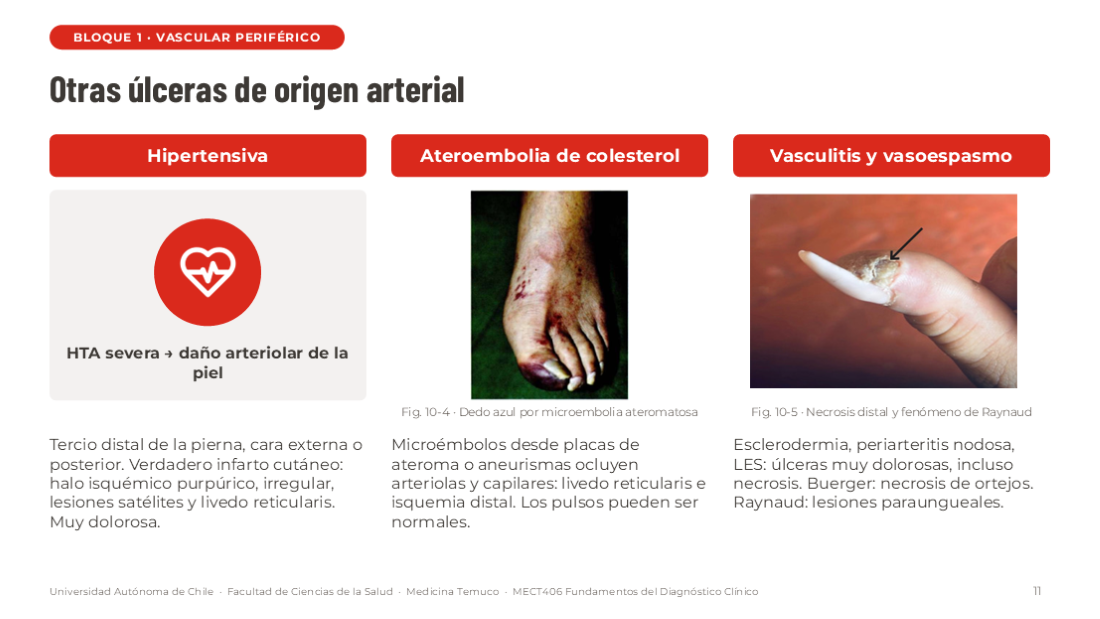 BLOQUE 1 · VASCULAR PERIFÉRICO
Otras úlceras de origen arterial
Hipertensiva
HTA severa → daño arteriolar de la
piel
Tercio distal de la pierna, cara externa o
posterior. Verdadero infarto cutáneo:
halo isquémico purpúrico, irregular,
lesiones satélites y livedo reticularis.
Muy dolorosa.
Ateroembolia de colesterol
Fig. 10-4 · Dedo azul por microembolia ateromatosa
Microémbolos desde placas de
ateroma o aneurismas ocluyen
arteriolas y capilares: livedo reticularis e
isquemia distal. Los pulsos pueden ser
normales.
Vasculitis y vasoespasmo
Fig. 10-5 · Necrosis distal y fenómeno de Raynaud
Esclerodermia, periarteritis nodosa,
LES: úlceras muy dolorosas, incluso
necrosis. Buerger: necrosis de ortejos.
Raynaud: lesiones paraungueales.
Universidad Autónoma de Chile · Facultad de Ciencias de la Salud · Medicina Temuco · MECT406 Fundamentos del Diagnóstico Clínico
11